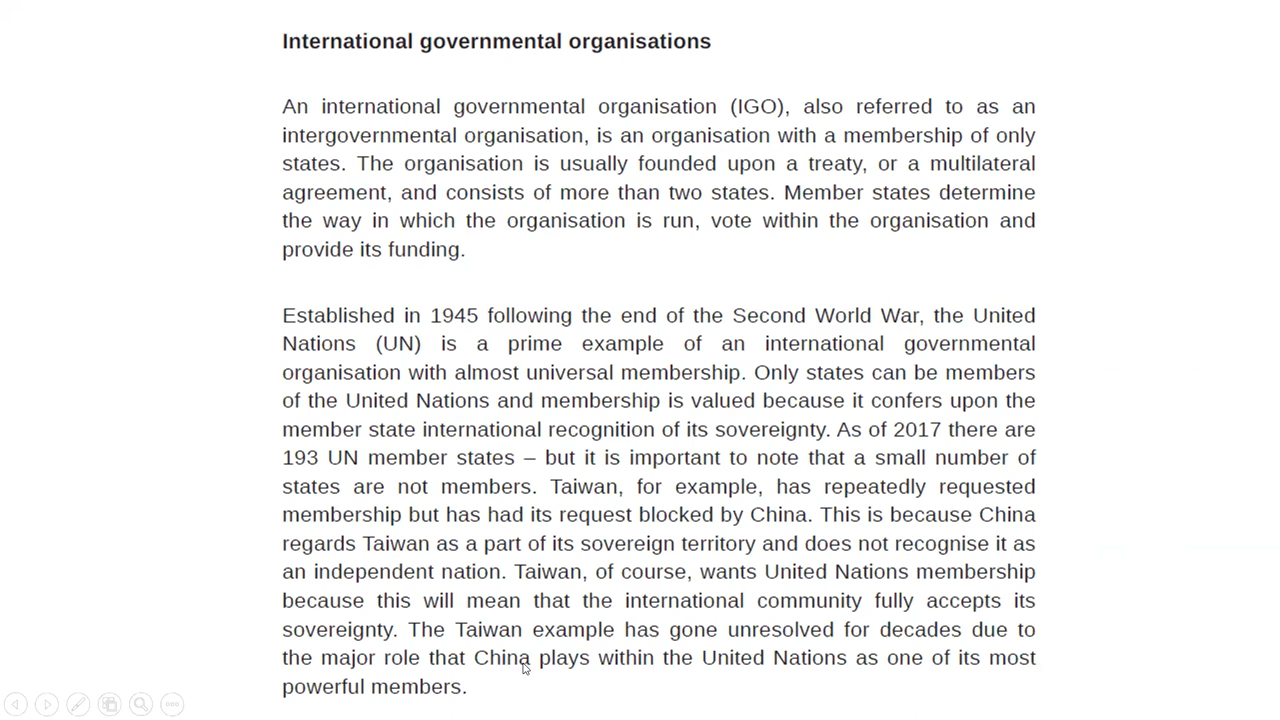 International governmental organisations
An international governmental organisation (IGO), also referred to as an
intergovernmental organisation, is an organisation with a membership of only
states. The organisation is usually founded upon a treaty, or a multilateral
agreement, and consists of more than two states. Member states determine
the way in which the organisation is run, vote within the organisation and
provide its funding.
Established in 1945 following the end of the Second World War, the United
Nations (UN) is a prime example of an international governmental
organisation with almost universal membership. Only states can be members
of the United Nations and membership is valued because it confers upon the
member state international recognition of its sovereignty. As of 2017 there are
193 UN member states – but it is important to note that a small number of
states are not members. Taiwan, for example, has repeatedly requested
membership but has had its request blocked by China. This is because China
regards Taiwan as a part of its sovereign territory and does not recognise it as
an independent nation. Taiwan, of course, wants United Nations membership
because this will mean that the international community fully accepts its
sovereignty. The Taiwan example has gone unresolved for decades due to
the major role that China plays within the United Nations as one of its most
powerful members.